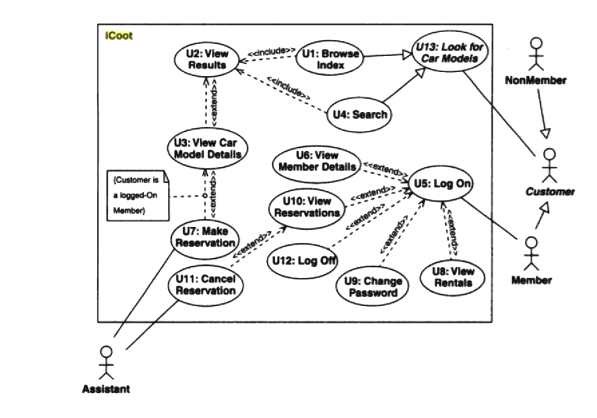 iCoot
U2: View
Results
<<include>>
U1: Browse
Index
U13: Look for
Car Models
NonMember
<<include>>
U4: Search
<<extend>>
U3: View Car
Model Details
U6: View
Member Details
<<extend>>
{Customer is
a logged-On
Member}
<<extend>>
U10: View
Reservations
<<extend>>
U5: Log On
Customer
U7: Make
Reservation
<<extend>>
<<extend>>
U12: Log Off
<<extend>>
<<extend>>
U11: Cancel
Reservation
U9: Change
Password
U8: View
Rentals
Member
Assistant